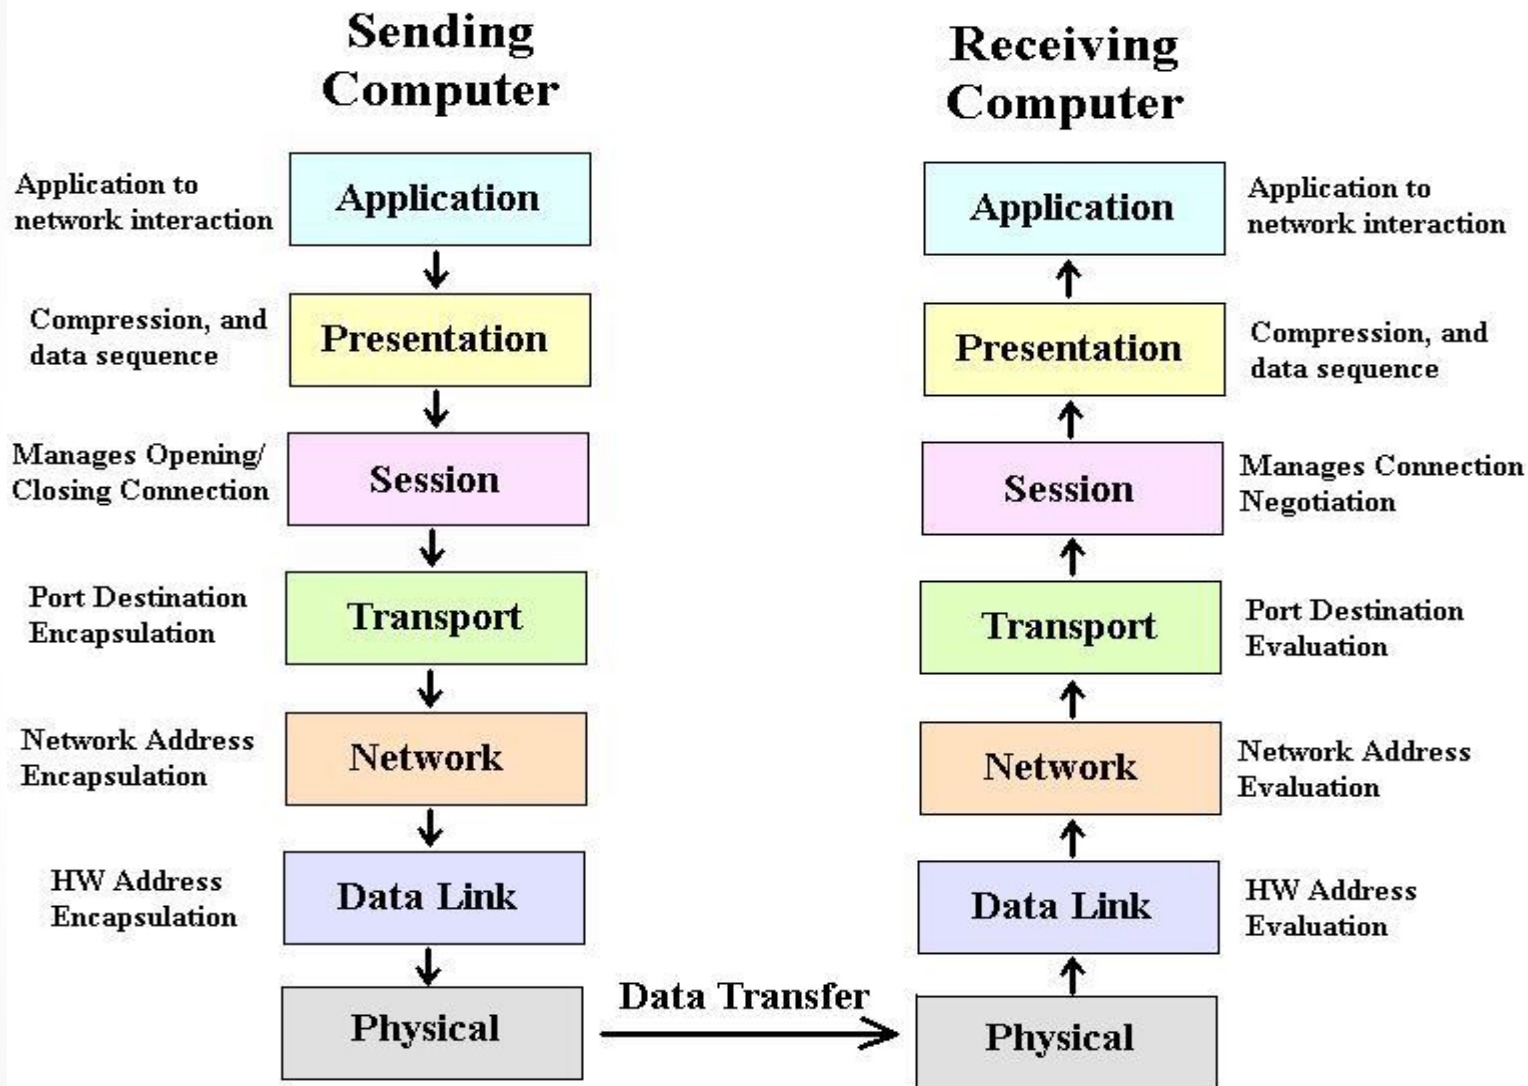 Sending
Computer
Application to
network interaction
Application
Compression, and
data sequence
Presentation
Manages Opening/
Closing Connection
Session
Port Destination
Encapsulation
Transport
Network Address
Encapsulation
Network
HW Address
Encapsulation
Data Link
Physical
Data Transfer
Receiving
Computer
Application
Application to
network interaction
Presentation
Compression, and
data sequence
Session
Manages Connection
Negotiation
Transport
Port Destination
Evaluation
Network
Network Address
Evaluation
Data Link
HW Address
Evaluation
Physical